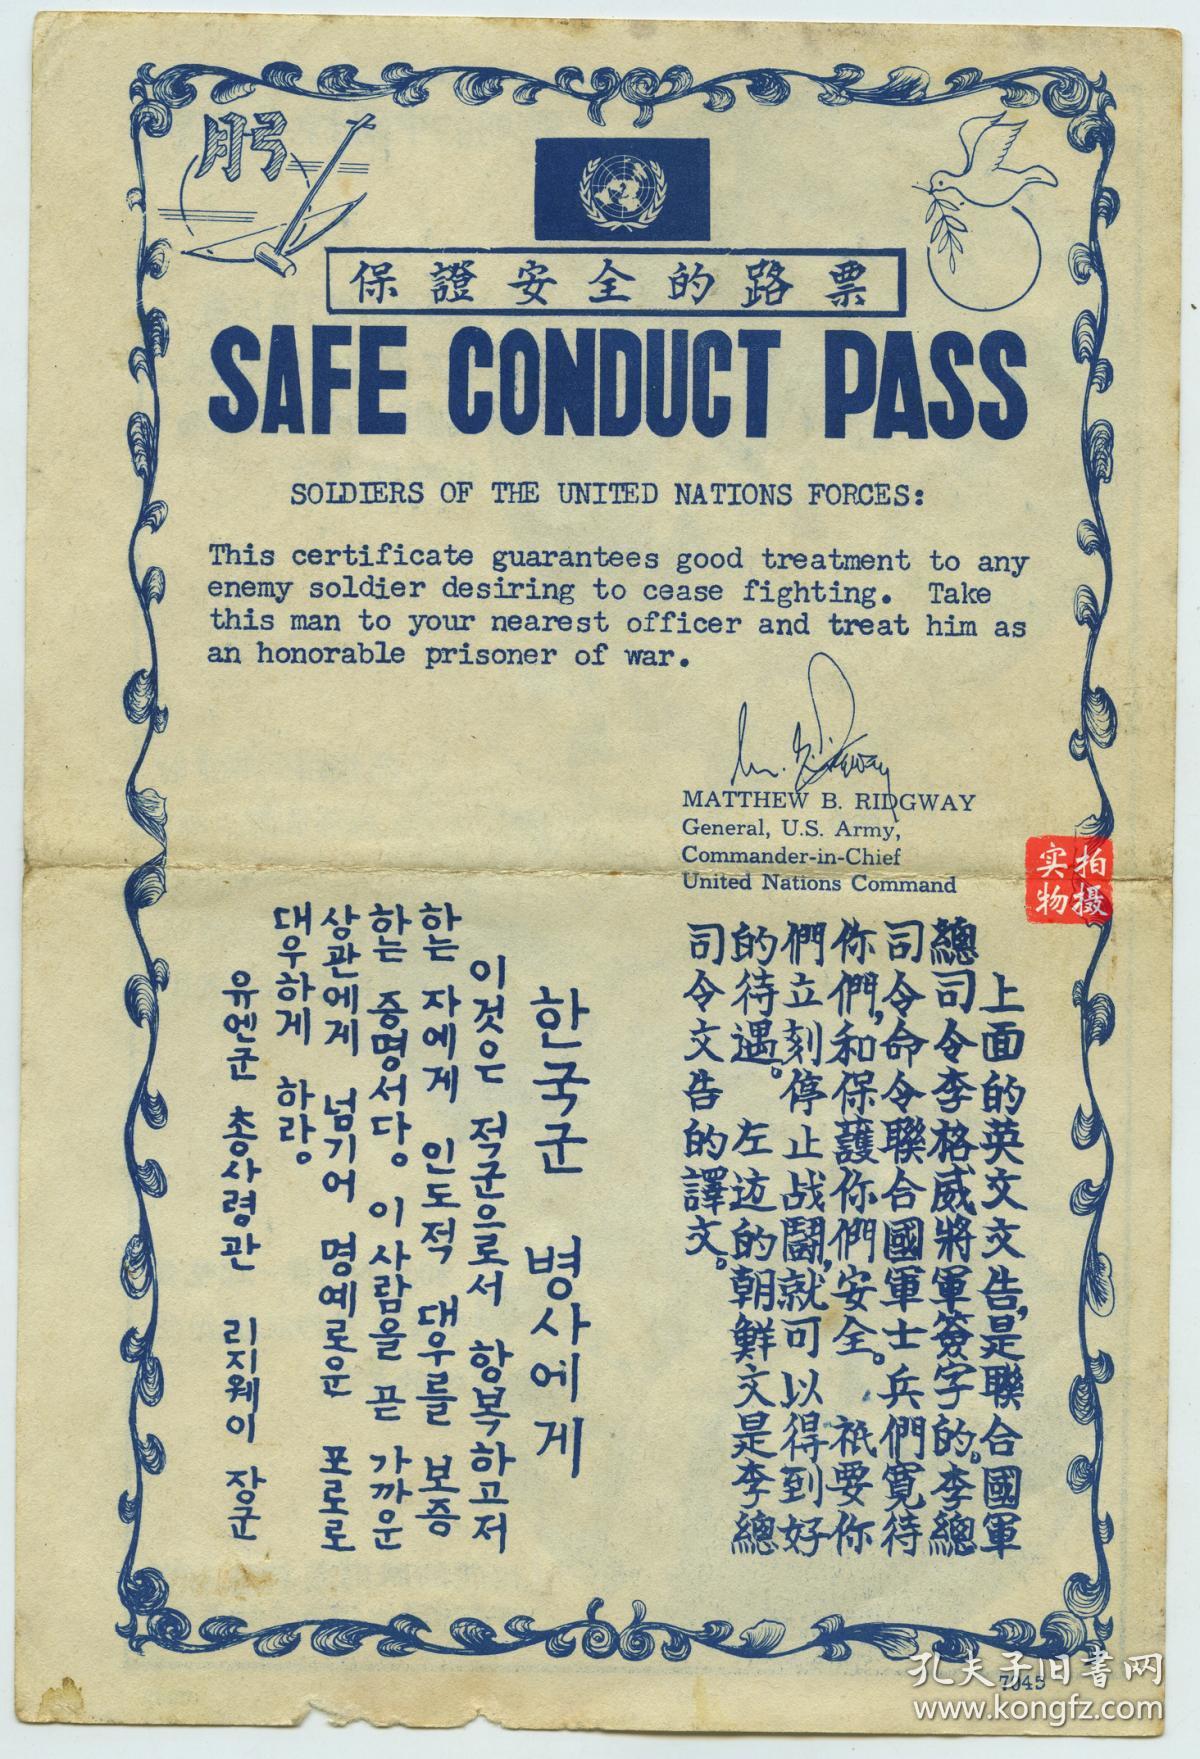 保證安全的路票
SAFE CONDUCT PASS
SOLDIERS OF THE UNITED NATIONS FORCES:
This certificate guarantees good treatment to any
enemy soldier desiring to cease fighting. Take
this man to your nearest officer and treat him as
an honorable prisoner of war.
MATTHEW B. RIDGWAY
General, U.S. Army,
Commander-in-Chief
United Nations Command
实拍
物摄
上面的英文文告,是聯合國軍
總司令李格威將軍簽字的。李總
司令命令聯合國軍士兵們寛待
你們,和保護你們安全。祇要你
們立刻停止战鬪,就可以得到好
的待遇。 左边的朝鮮文是李總
司令文告的譯文。
한국군 병사에게
이것은 적군으로서 항복하고저
하는 자에게 인도적 대우를 보증
하는 증명서다。이 사람을 곧 가까운
상관에게 넘기어 명예로운 포로로
대우하게 하라。
유엔군 총사령관 리지웨이 장군
7045
孔夫子旧書网
www.kongfz.com